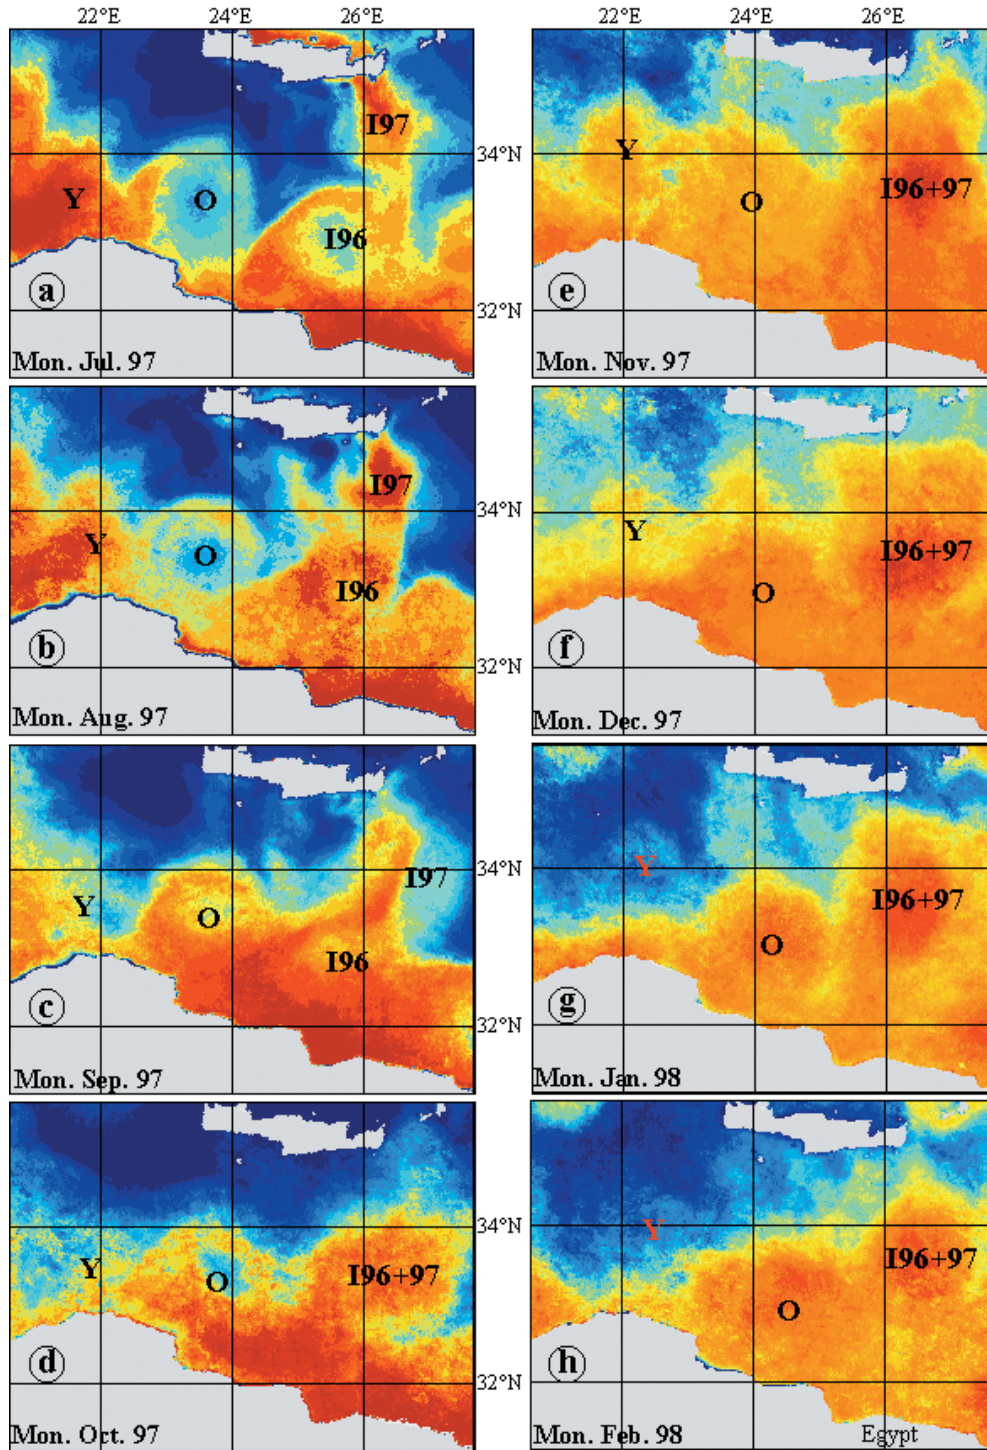 22°E 24°E 26°E 22°E 24°E 26°E
I97
34°N
Y O
I96
a
32°N
Mon. Jul. 97
Y
I96+97
O
e
Mon. Nov. 97
I97
34°N
Y O
I96
b
32°N
Mon. Aug. 97
Y
I96+97
O
f
Mon. Dec. 97
34°N
I97
Y O
I96
c
32°N
Mon. Sep. 97
Y
I96+97
O
g
Mon. Jan. 98
34°N
Y O I96+97
d
32°N
Mon. Oct. 97
Y
I96+97
O
h
Mon. Feb. 98 Egypt